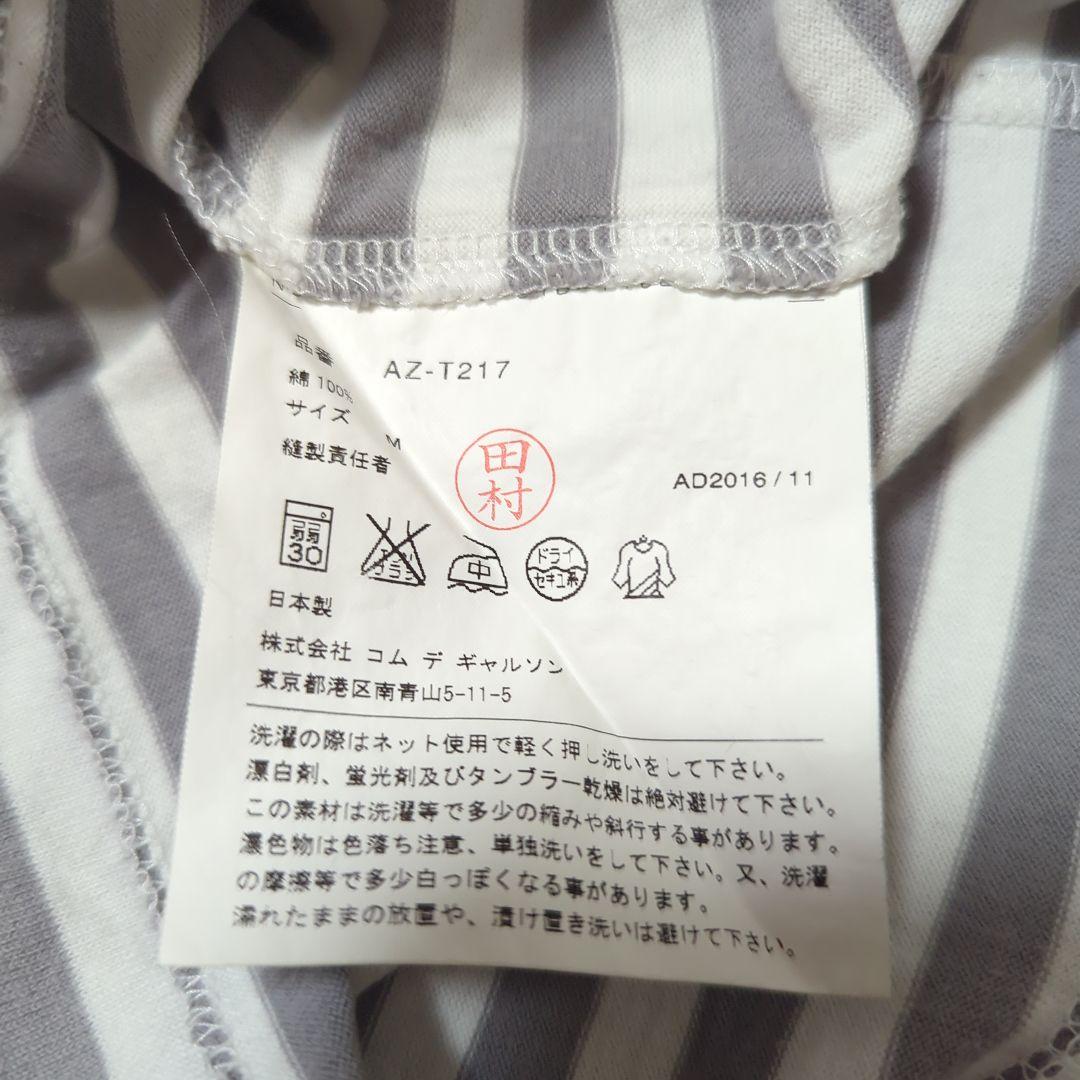 品番 AZ-T217
綿 100%
サイズ M
縫製責任者
田村
AD2016 / 11
弱
30
エンソ
サラシ
中
ドライ
セキユ系
日本製
株式会社 コム デ ギャルソン
東京都港区南青山5-11-5
洗濯の際はネット使用で軽く押し洗いをして下さい。
漂白剤、蛍光剤及びタンブラー乾燥は絶対避けて下さい。
この素材は洗濯等で多少の縮みや斜行する事があります。
濃色物は色落ち注意、単独洗いをして下さい。又、洗濯
の摩擦等で多少白っぽくなる事があります。
濡れたままの放置や、漬け置き洗いは避けて下さい。